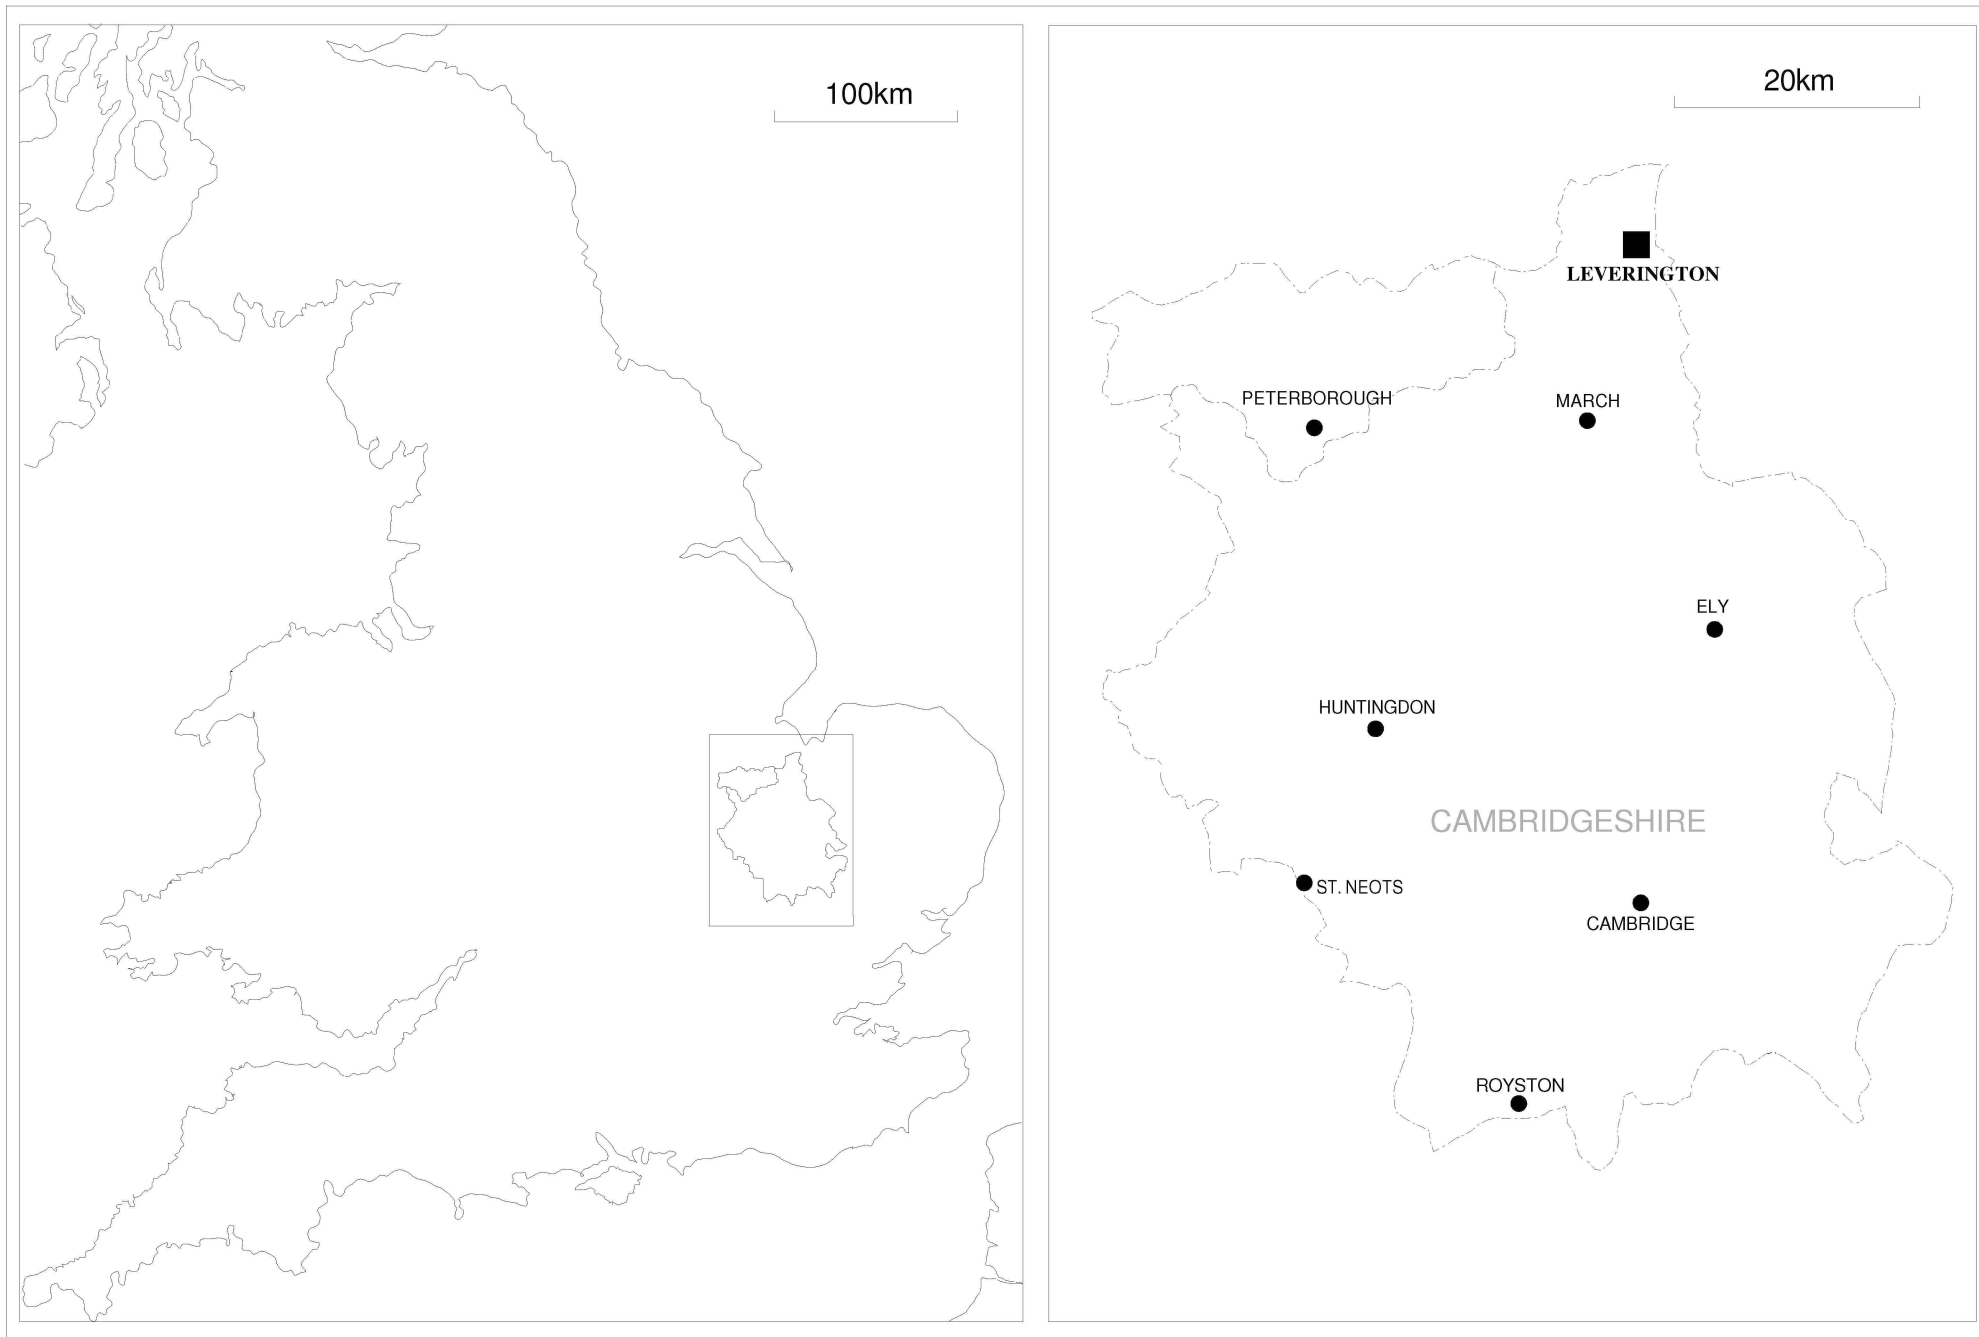 100km
20km
LEVERINGTON
PETERBOROUGH
MARCH
ELY
HUNTINGDON
CAMBRIDGESHIRE
ST. NEOTS
CAMBRIDGE
ROYSTON